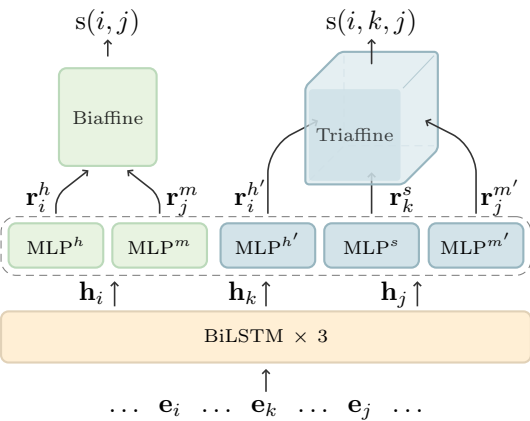 s(i, j) s(i, k, j)
Biaffine Triaffine
r_i^h r_j^m r_i^{h'} r_k^s r_j^{m'}
MLP^h MLP^m MLP^{h'} MLP^s MLP^{m'}
h_i h_k h_j
BiLSTM × 3
... e_i ... e_k ... e_j ...